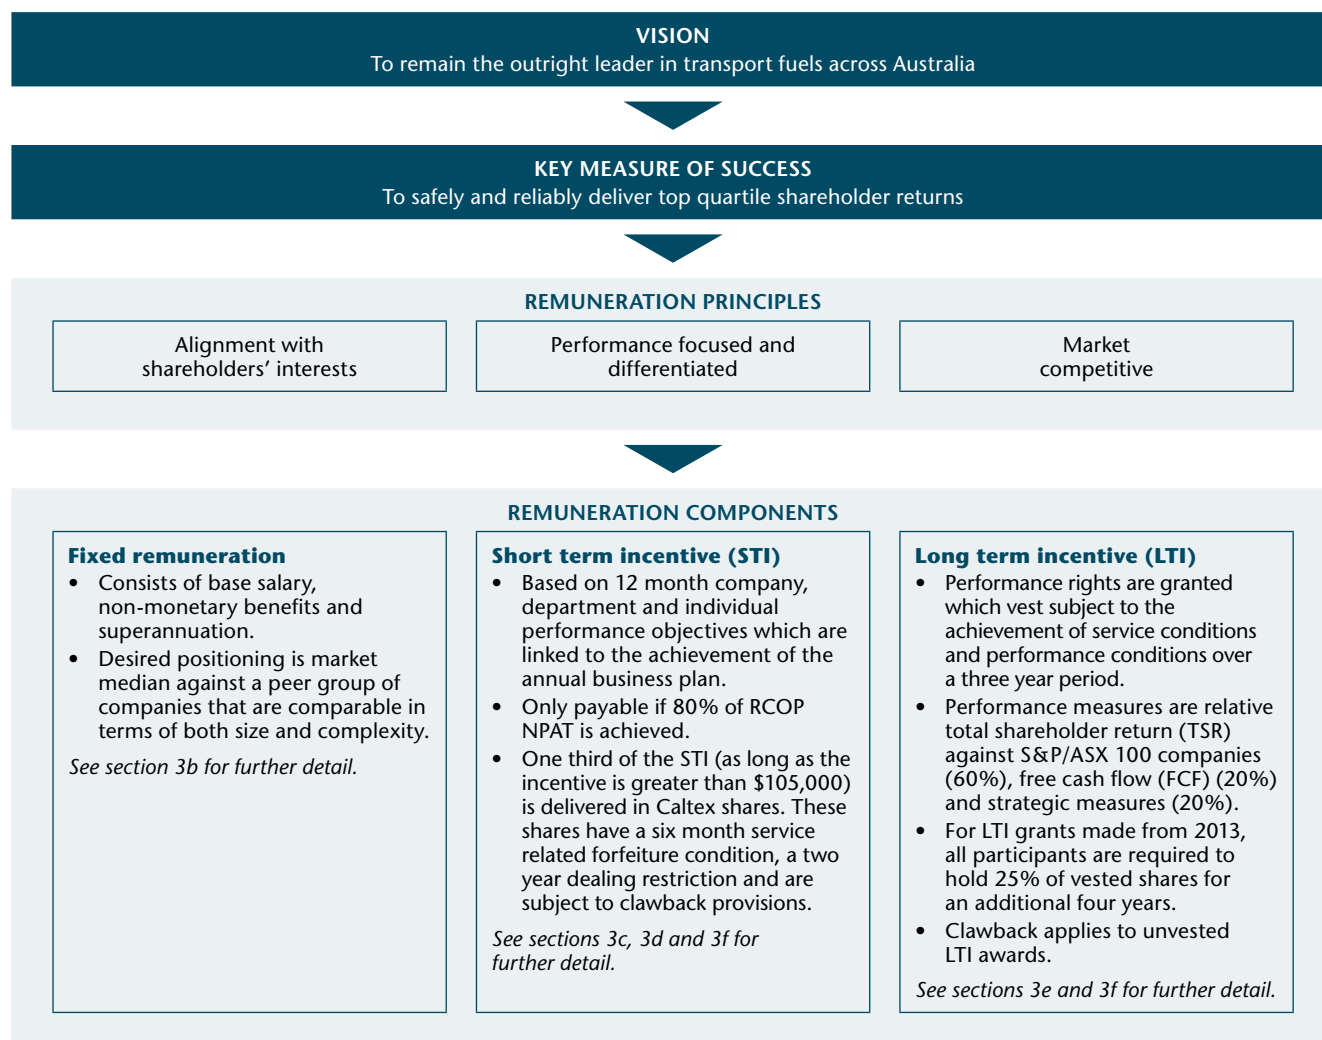 VISION
To remain the outright leader in transport fuels across Australia
KEY MEASURE OF SUCCESS
To safely and reliably deliver top quartile shareholder returns
REMUNERATION PRINCIPLES
Alignment with
shareholders’ interests
Performance focused and
differentiated
Market
competitive
REMUNERATION COMPONENTS
Fixed remuneration
• Consists of base salary,
non-monetary benefits and
superannuation.
• Desired positioning is market
median against a peer group of
companies that are comparable in
terms of both size and complexity.
See section 3b for further detail.
Short term incentive (STI)
• Based on 12 month company,
department and individual
performance objectives which are
linked to the achievement of the
annual business plan.
• Only payable if 80% of RCOP
NPAT is achieved.
• One third of the STI (as long as the
incentive is greater than $105,000)
is delivered in Caltex shares. These
shares have a six month service
related forfeiture condition, a two
year dealing restriction and are
subject to clawback provisions.
See sections 3c, 3d and 3f for
further detail.
Long term incentive (LTI)
• Performance rights are granted
which vest subject to the
achievement of service conditions
and performance conditions over
a three year period.
• Performance measures are relative
total shareholder return (TSR)
against S&P/ASX 100 companies
(60%), free cash flow (FCF) (20%)
and strategic measures (20%).
• For LTI grants made from 2013,
all participants are required to
hold 25% of vested shares for
an additional four years.
• Clawback applies to unvested
LTI awards.
See sections 3e and 3f for further detail.